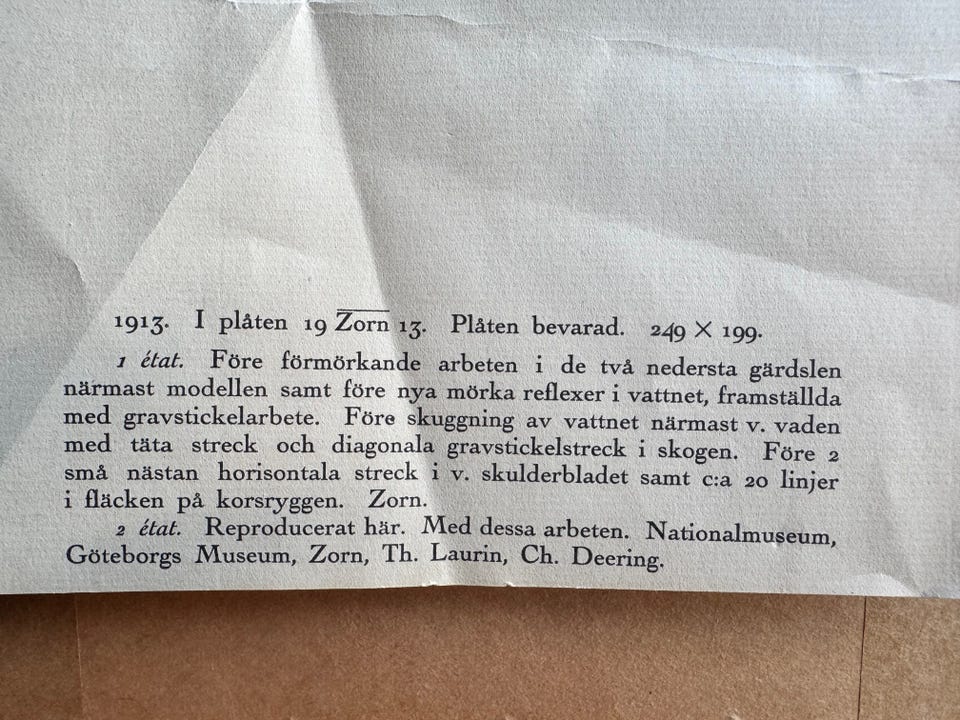 1913. I plåten 19 Zorn 13. Plåten bevarad. 249 × 199.
1 état. Före förmörkande arbeten i de två nedersta gärdslen
närmast modellen samt före nya mörka reflexer i vattnet, framställda
med gravstickelarbete. Före skuggning av vattnet närmast v. vaden
med täta streck och diagonala gravstickelstreck i skogen. Före 2
små nästan horisontala streck i v. skulderbladet samt c:a 20 linjer
i fläcken på korsryggen. Zorn.
2 état. Reproducerat här. Med dessa arbeten. Nationalmuseum,
Göteborgs Museum, Zorn, Th. Laurin, Ch. Deering.